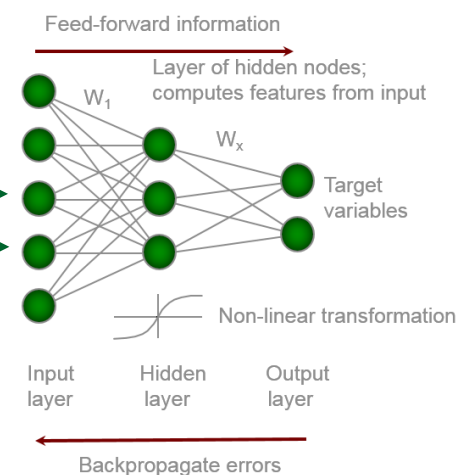 Feed-forward information
Layer of hidden nodes;
computes features from input
W₁
Wₓ
Target
variables
Non-linear transformation
Input
layer
Hidden
layer
Output
layer
Backpropagate errors